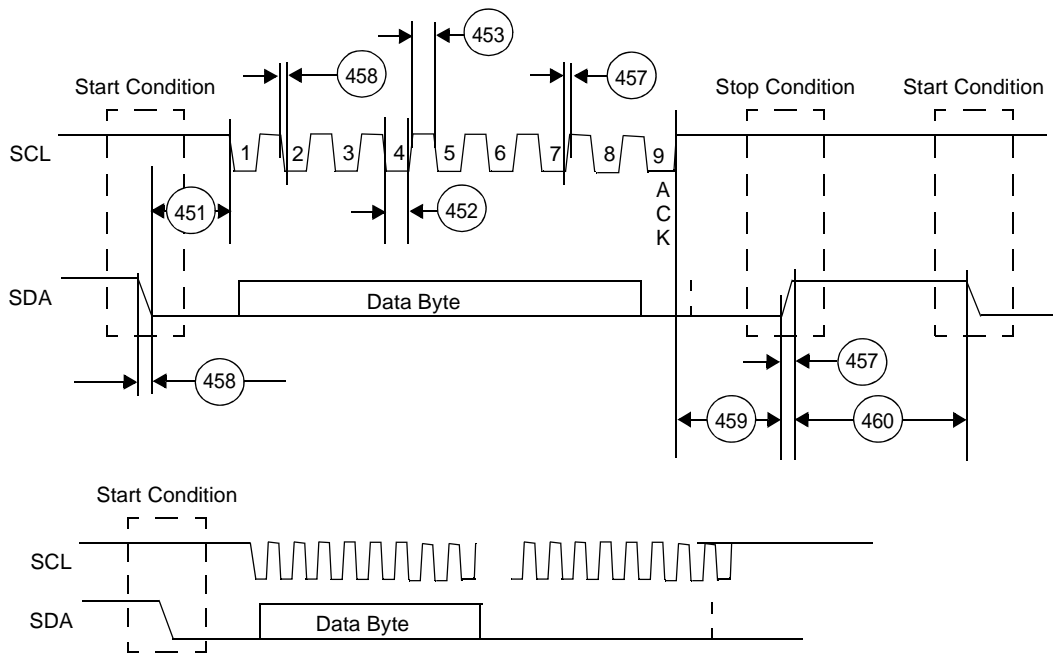 453
458
457
Start Condition
Stop Condition
Start Condition
SCL
1 2 3 4 5 6 7 8 9
A
C
K
451
452
SDA
Data Byte
458
457
459
460
Start Condition
SCL
SDA
Data Byte